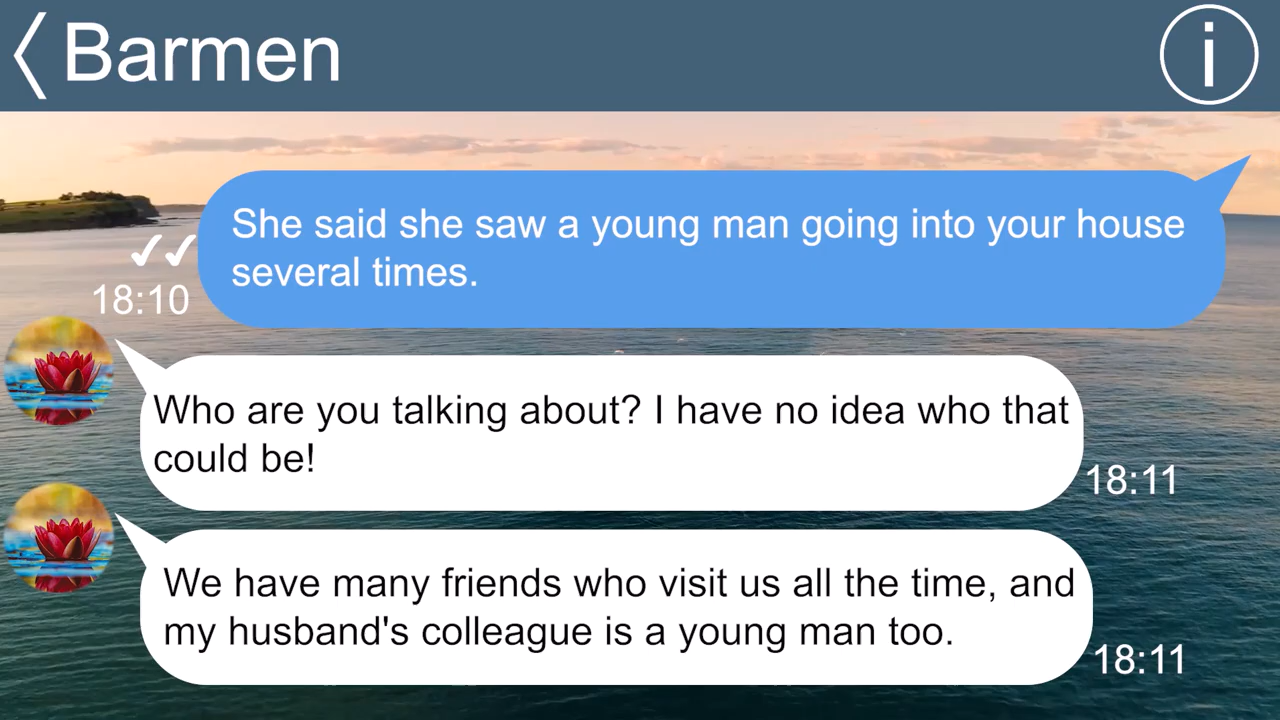 Barmen
i
She said she saw a young man going into your house
several times.
18:10
Who are you talking about? I have no idea who that
could be!
18:11
We have many friends who visit us all the time, and
my husband's colleague is a young man too.
18:11